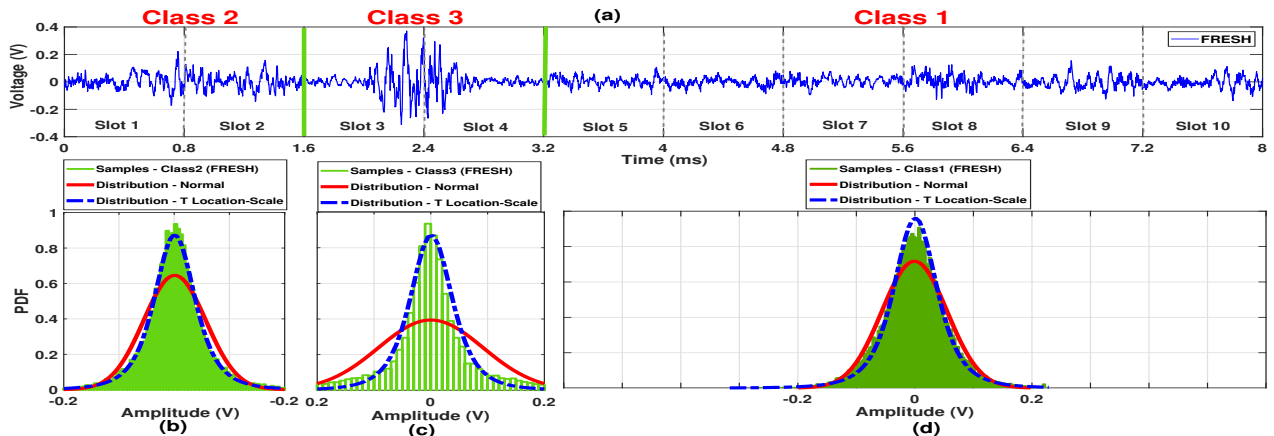 Class 2
Class 3
(a)
Class 1
0.4
0.2
0
-0.2
-0.4
Voltage (V)
FRESH
Slot 1
Slot 2
Slot 3
Slot 4
Slot 5
Slot 6
Slot 7
Slot 8
Slot 9
Slot 10
0
0.8
1.6
2.4
3.2
4
4.8
5.6
6.4
7.2
8
Time (ms)
Samples - Class2 (FRESH)
Distribution - Normal
Distribution - T Location-Scale
Samples - Class3 (FRESH)
Distribution - Normal
Distribution - T Location-Scale
Samples - Class1 (FRESH)
Distribution - Normal
Distribution - T Location-Scale
1
0.8
0.6
0.4
0.2
0
PDF
-0.2
0
-0.2
Amplitude (V)
(b)
0.2
0
0.2
Amplitude (V)
(c)
-0.2
0
0.2
Amplitude (V)
(d)